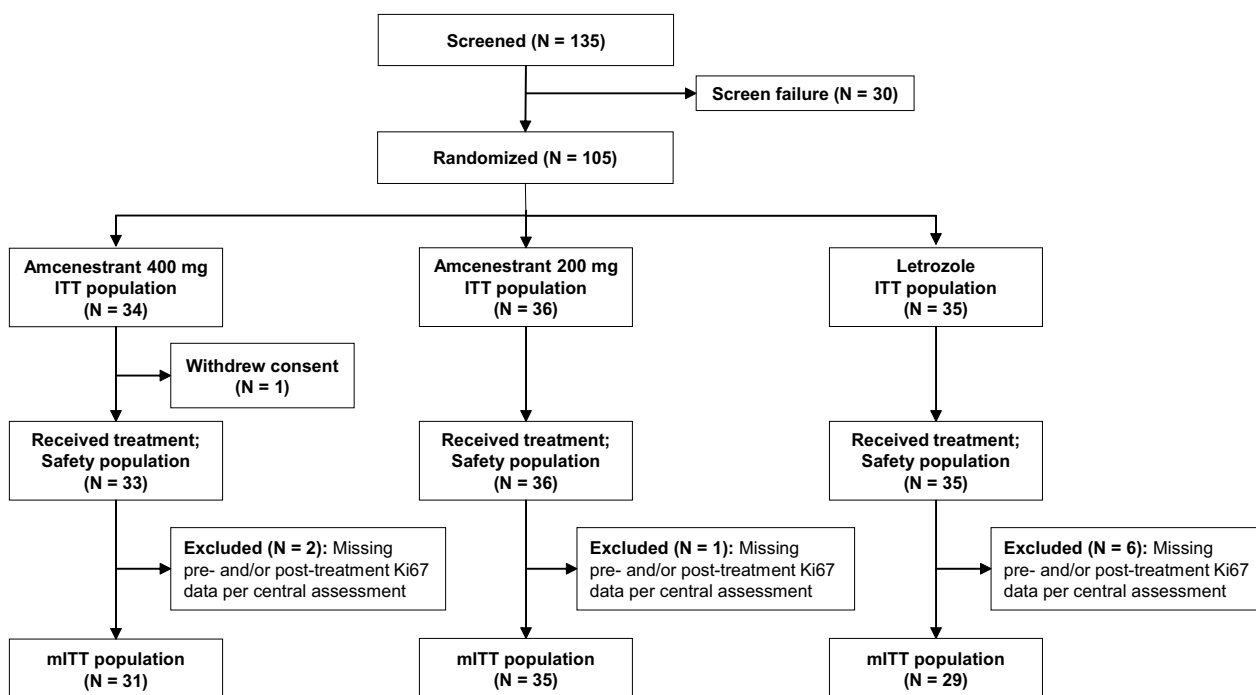 Screened (N = 135)
Screen failure (N = 30)
Randomized (N = 105)
Amcenestrant 400 mg
ITT population
(N = 34)
Amcenestrant 200 mg
ITT population
(N = 36)
Letrozole
ITT population
(N = 35)
Withdrew consent
(N = 1)
Received treatment;
Safety population
(N = 33)
Received treatment;
Safety population
(N = 36)
Received treatment;
Safety population
(N = 35)
Excluded (N = 2): Missing
pre- and/or post-treatment Ki67
data per central assessment
Excluded (N = 1): Missing
pre- and/or post-treatment Ki67
data per central assessment
Excluded (N = 6): Missing
pre- and/or post-treatment Ki67
data per central assessment
mITT population
(N = 31)
mITT population
(N = 35)
mITT population
(N = 29)